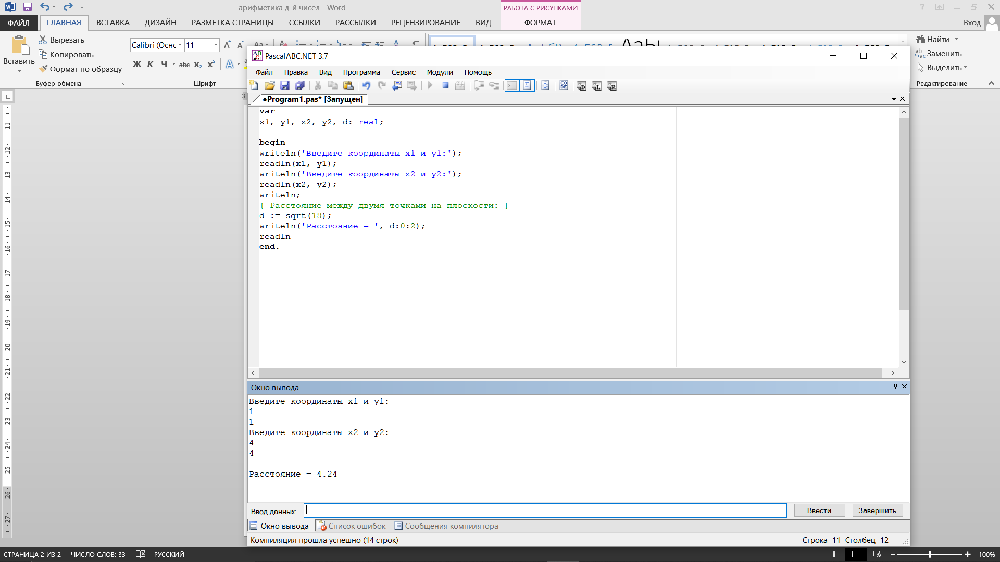 арифметика д-й чисел - Word
РАБОТА С РИСУНКАМИ
ФАЙЛ ГЛАВНАЯ ВСТАВКА ДИЗАЙН РАЗМЕТКА СТРАНИЦЫ ССЫЛКИ РАССЫЛКИ РЕЦЕНЗИРОВАНИЕ ВИД ФОРМАТ Вход
Вставить
Вырезать
Копировать
Формат по образцу
Буфер обмена
Calibri (Оснс 11
Ж К Ч abc x₂ x²
Шрифт
Найти
Заменить
Выделить
Редактирование
PascalABC.NET 3.7
Файл Правка Вид Программа Сервис Модули Помощь
●Program1.pas* [Запущен]
var
x1, y1, x2, y2, d: real;
begin
writeln('Введите координаты x1 и y1:');
readln(x1, y1);
writeln('Введите координаты x2 и y2:');
readln(x2, y2);
writeln;
{ Расстояние между двумя точками на плоскости: }
d := sqrt(18);
writeln('Расстояние = ', d:0:2);
readln
end.
Окно вывода
Введите координаты x1 и y1:
1
1
Введите координаты x2 и y2:
4
4
Расстояние = 4.24
Ввод данных: Ввести Завершить
Окно вывода Список ошибок Сообщения компилятора
Компиляция прошла успешно (14 строк) Строка 11 Столбец 12
СТРАНИЦА 2 ИЗ 2 ЧИСЛО СЛОВ: 33 РУССКИЙ 100%